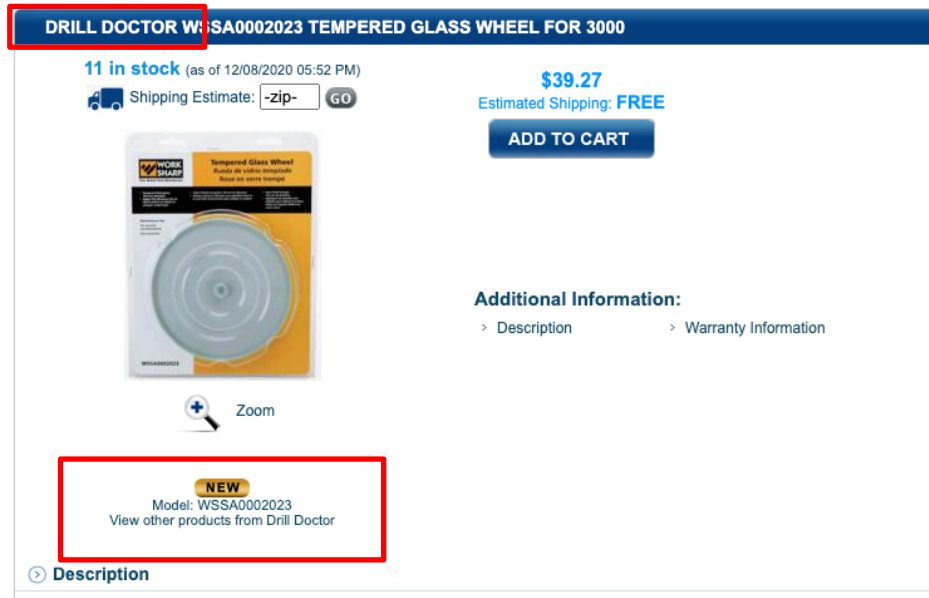 DRILL DOCTOR WSSA0002023 TEMPERED GLASS WHEEL FOR 3000
11 in stock (as of 12/08/2020 05:52 PM)
Shipping Estimate: -zip- GO
$39.27
Estimated Shipping: FREE
ADD TO CART
WORK SHARP
Tempered Glass Wheel
Rueda de vidrio templado
Roue en verre trempé
WSSA0002023
Additional Information:
> Description > Warranty Information
Zoom
NEW
Model: WSSA0002023
View other products from Drill Doctor
Description